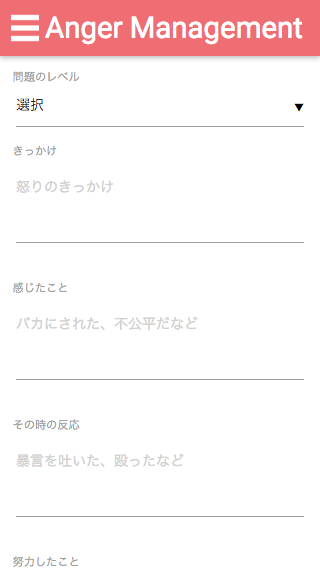 Anger Management
問題のレベル
選択
きっかけ
怒りのきっかけ
感じたこと
バカにされた、不公平だなど
その時の反応
暴言を吐いた、殴ったなど
努力したこと